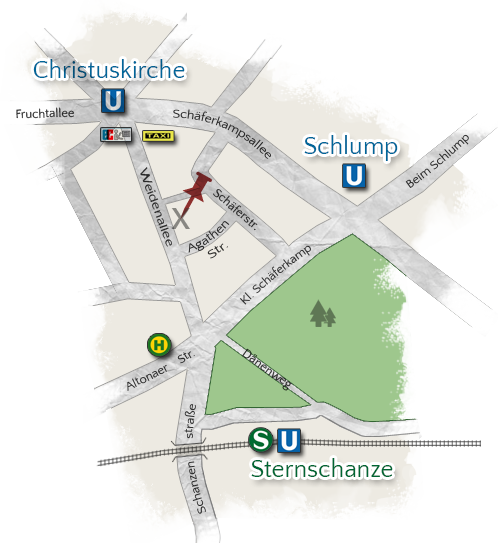 Christuskirche
U
Fruchtallee
EC
TAXI
Schäferkampsallee
Schlump
U
Beim Schlump
Weidenallee
Schäferstr.
X
Agathen
Str.
Kl. Schäferkamp
H
Altonaer Str.
Dänenweg
straße
Schanzen
S U
Sternschanze